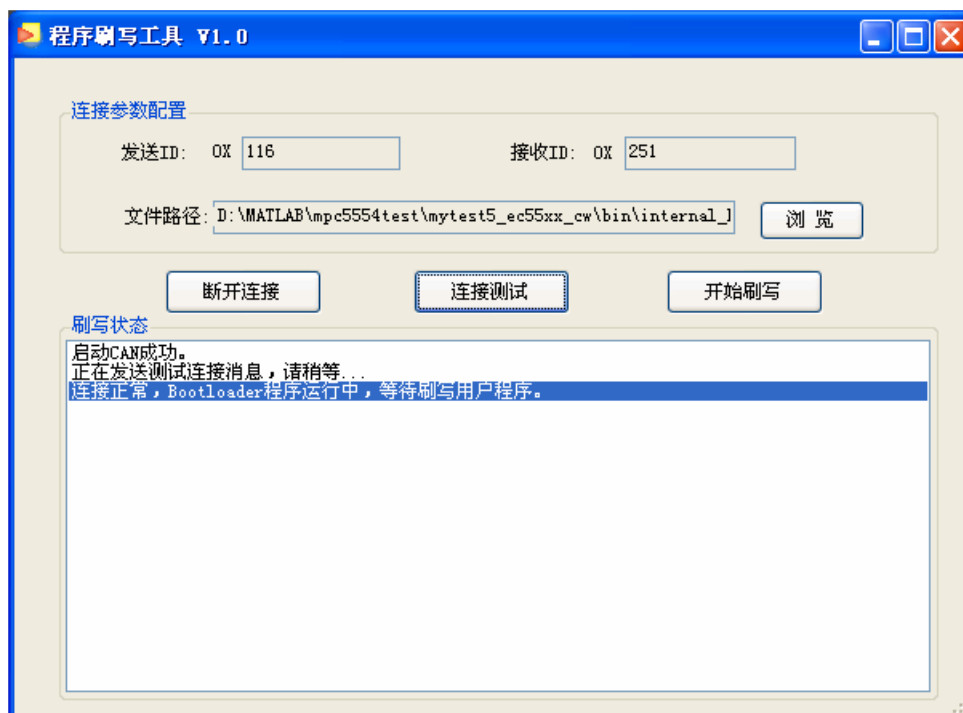 程序刷写工具 V1.0
连接参数配置
发送ID: 0X 116 接收ID: 0X 251
文件路径: D:\MATLAB\mpc5554test\mytest5_ec55xx_cw\bin\internal_ 浏 览
断开连接 连接测试 开始刷写
刷写状态
启动CAN成功。
正在发送测试连接消息，请稍等...
连接正常，Bootloader程序运行中，等待刷写用户程序。